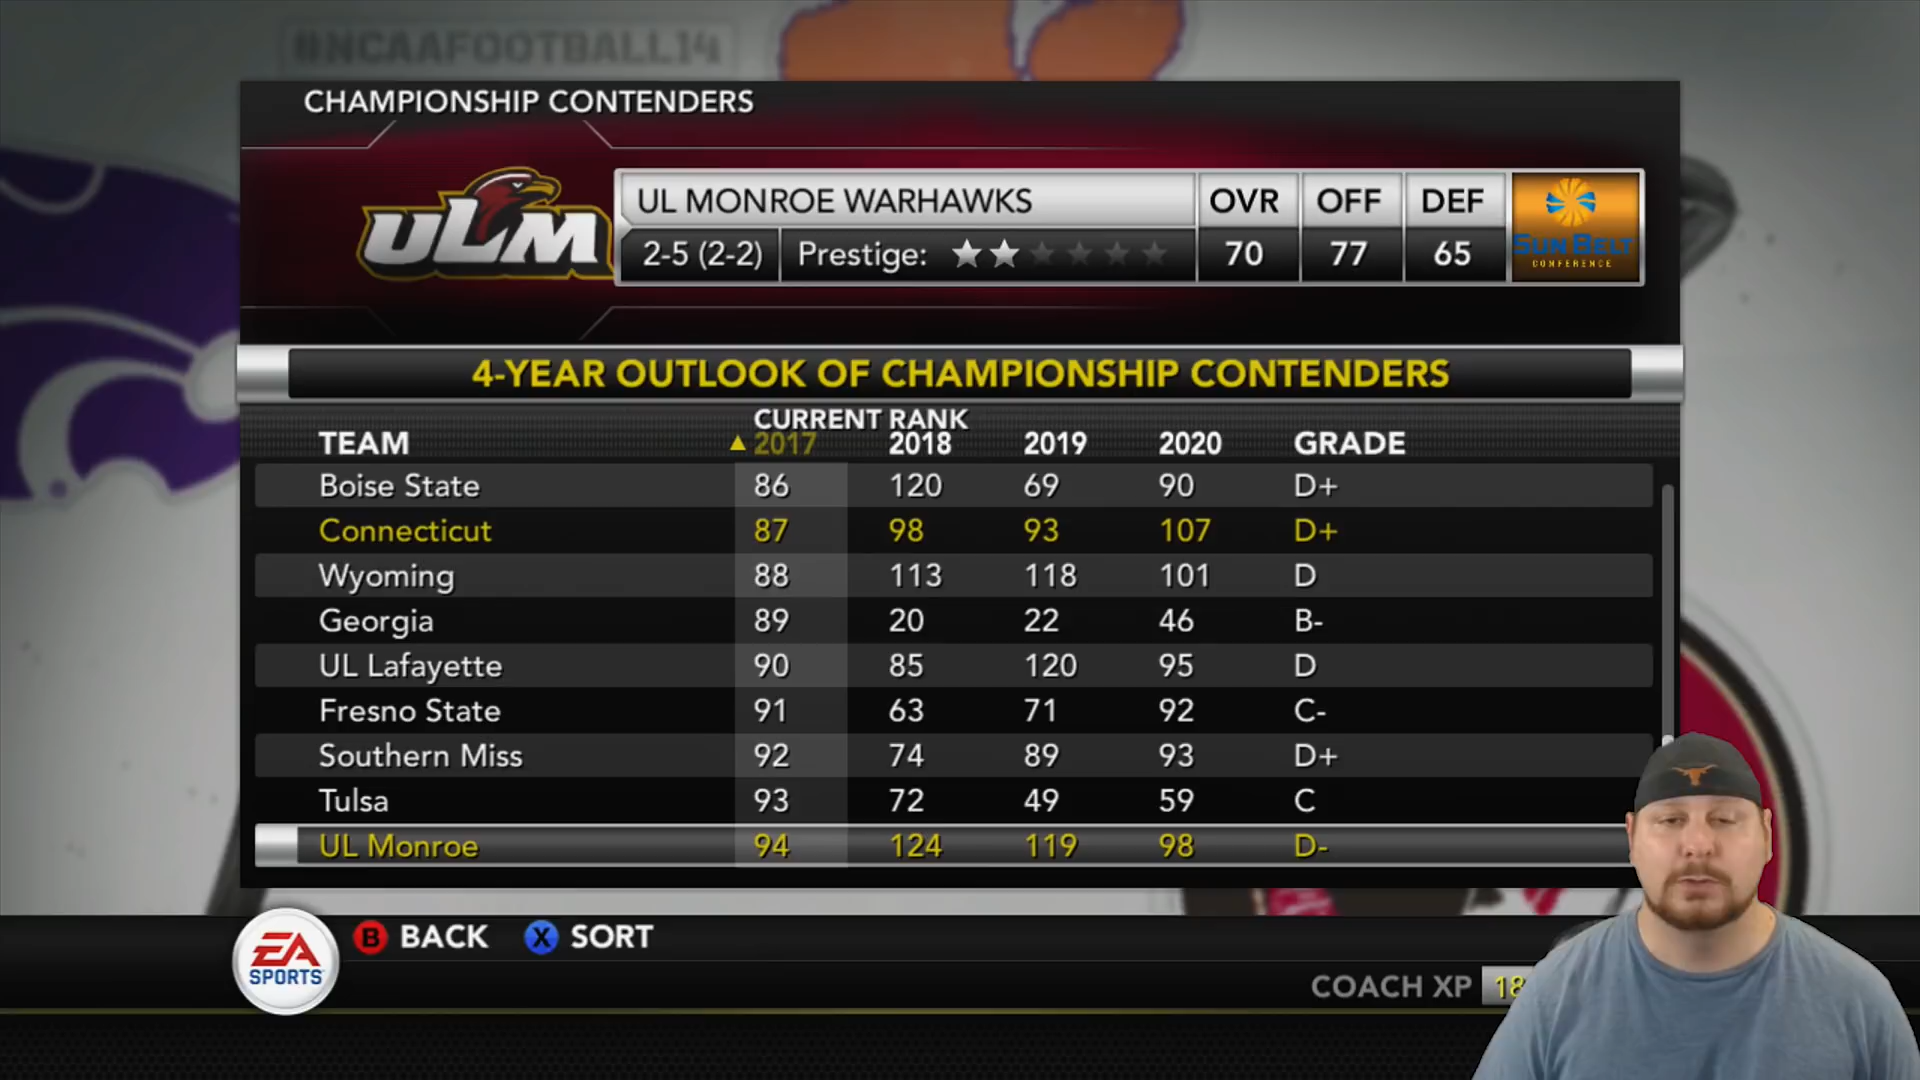 #NCAAFOOTBALL14
CHAMPIONSHIP CONTENDERS
ULM
UL MONROE WARHAWKS OVR OFF DEF
2-5 (2-2) Prestige: 70 77 65
SUN BELT
CONFERENCE
4-YEAR OUTLOOK OF CHAMPIONSHIP CONTENDERS
CURRENT RANK
TEAM 2017 2018 2019 2020 GRADE
Boise State 86 120 69 90 D+
Connecticut 87 98 93 107 D+
Wyoming 88 113 118 101 D
Georgia 89 20 22 46 B-
UL Lafayette 90 85 120 95 D
Fresno State 91 63 71 92 C-
Southern Miss 92 74 89 93 D+
Tulsa 93 72 49 59 C
UL Monroe 94 124 119 98 D-
EA
SPORTS
B BACK X SORT
COACH XP